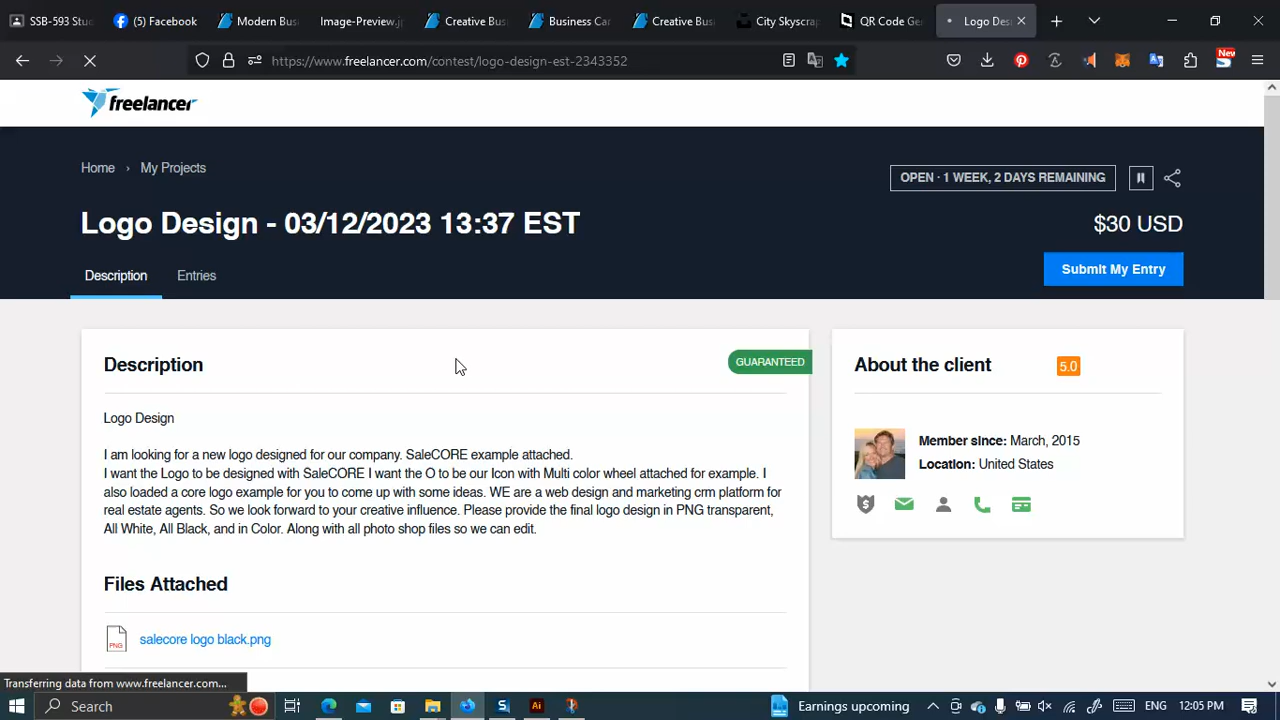 SSB-593 Stud
(5) Facebook
Modern Bus
Image-Preview.j
Creative Bus
Business Car
Creative Bus
City Skyscrap
QR Code Ge
Logo Des
https://www.freelancer.com/contest/logo-design-est-2343352
New
freelancer
Home › My Projects
OPEN · 1 WEEK, 2 DAYS REMAINING
Logo Design - 03/12/2023 13:37 EST
$30 USD
Description
Entries
Submit My Entry
Description
GUARANTEED
Logo Design
I am looking for a new logo designed for our company. SaleCORE example attached.
I want the Logo to be designed with SaleCORE I want the O to be our Icon with Multi color wheel attached for example. I
also loaded a core logo example for you to come up with some ideas. WE are a web design and marketing crm platform for
real estate agents. So we look forward to your creative influence. Please provide the final logo design in PNG transparent,
All White, All Black, and in Color. Along with all photo shop files so we can edit.
Files Attached
PNG
salecore logo black.png
About the client
5.0
Member since: March, 2015
Location: United States
Transferring data from www.freelancer.com...
Search
S
Ai
Earnings upcoming
ENG
12:05 PM